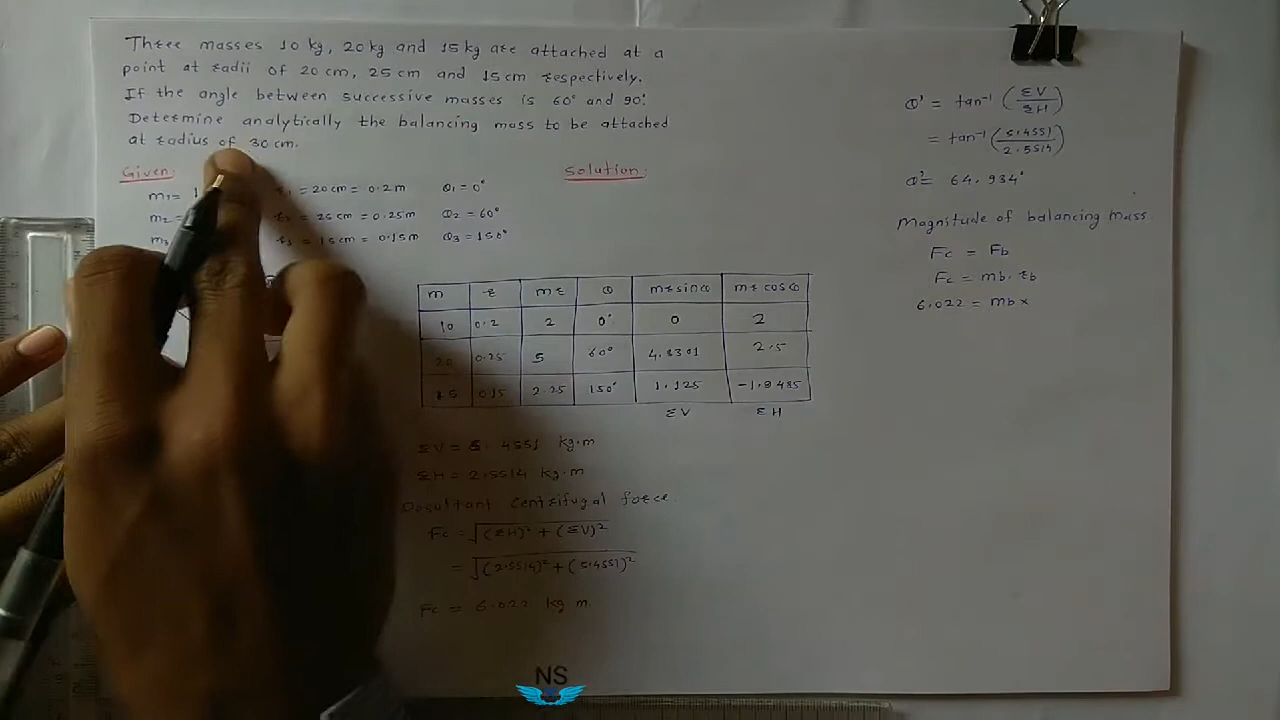 Three masses 10 kg, 20 kg and 15 kg are attached at a
point at radii of 20 cm, 25 cm and 15 cm respectively.
If the angle between successive masses is 60° and 90°.
Determine analytically the balancing mass to be attached
at radius of 30 cm.
Given:
m1=
= 20 cm = 0.2 m θ1 = 0°
m2=
= 25 cm = 0.25 m θ2 = 60°
m3
r3 = 15 cm = 0.15 m θ3 = 150°
Solution:
m r mr θ mr sinθ mr cosθ
10 0.2 2 0° 0 2
20 0.25 5 60° 4.3301 2.5
15 0.15 2.25 150° 1.125 -1.9485
ΣV ΣH
ΣV = 5.4551 kg.m
ΣH = 2.5514 kg.m
centrifugal force
Fc = √(ΣH)² + (ΣV)²
= √(2.5514)² + (5.4551)²
Fc = 6.022 kg m.
θ' = tan⁻¹ (ΣV/ΣH)
= tan⁻¹ (5.4551/2.5514)
θ' = 64.934°
Magnitude of balancing mass
Fc = Fb
Fc = mb. rb
6.022 = mb x
NS